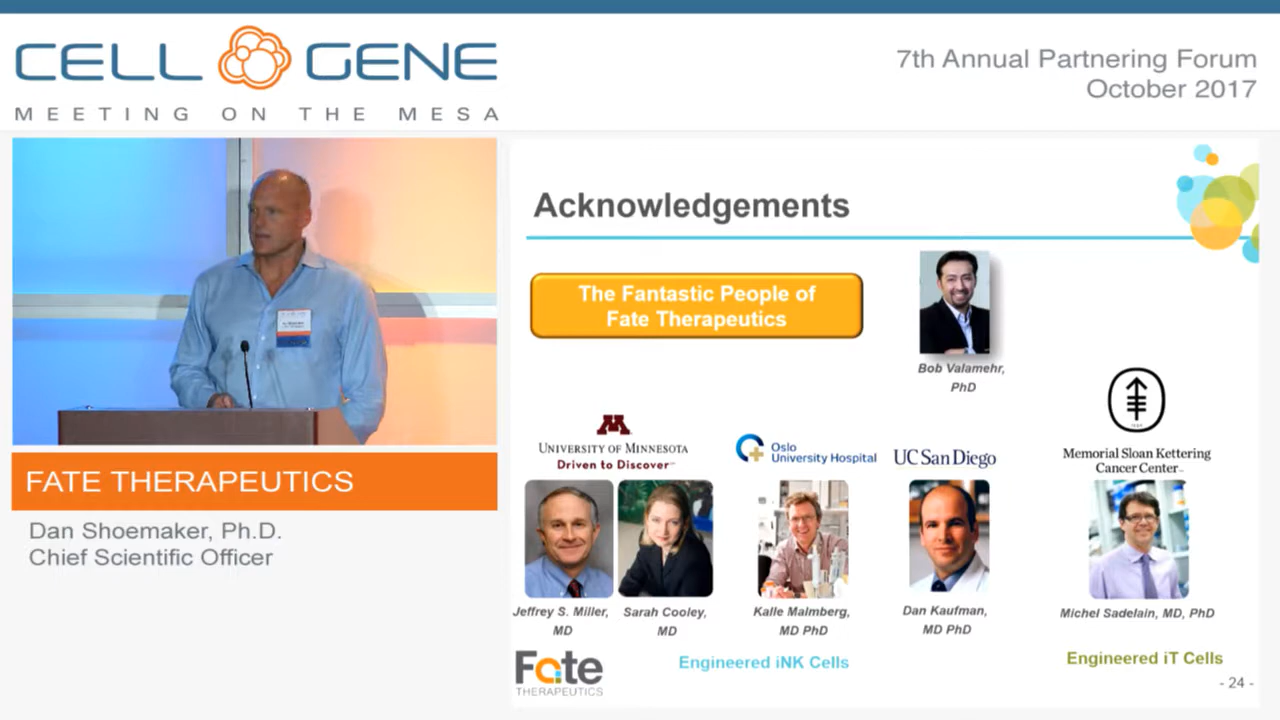 CELL GENE
MEETING ON THE MESA
7th Annual Partnering Forum
October 2017
FATE THERAPEUTICS
Dan Shoemaker, Ph.D.
Chief Scientific Officer
Acknowledgements
The Fantastic People of
Fate Therapeutics
Bob Valamehr,
PhD
UNIVERSITY OF MINNESOTA
Driven to Discover
Oslo
University Hospital
UC San Diego
Memorial Sloan Kettering
Cancer Center
Jeffrey S. Miller,
MD
Sarah Cooley,
MD
Kalle Malmberg,
MD PhD
Dan Kaufman,
MD PhD
Michel Sadelain, MD, PhD
Fate
THERAPEUTICS
Engineered iNK Cells
Engineered iT Cells
- 24 -